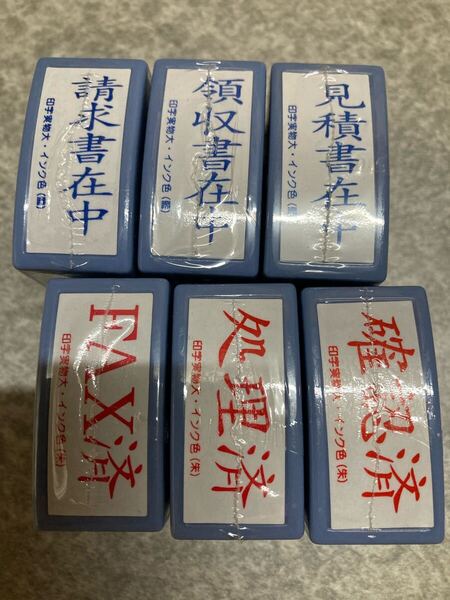 請求書在中
印字実物大・インク色(藍)
領収書在中
印字実物大・インク色(藍)
見積書在中
印字実物大・インク色(藍)
FAX済
印字実物大・インク色(朱)
処理済
印字実物大・インク色(朱)
確認済
印字実物大・インク色(朱)